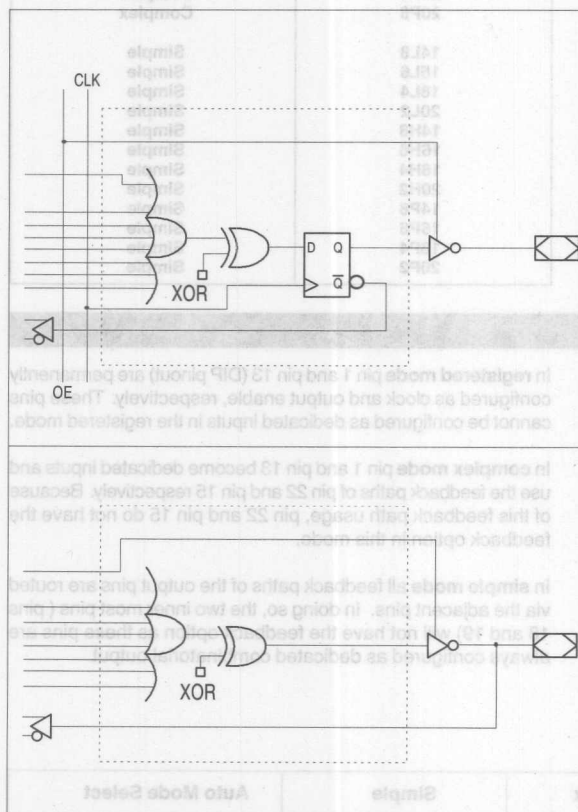 20P8 Complex
14L8 Simple
16L6 Simple
18L4 Simple
20L2 Simple
14H8 Simple
16H6 Simple
18H4 Simple
20H2 Simple
14P8 Simple
16P6 Simple
18P4 Simple
20P2 Simple
CLK
D Q
XOR
Q
OE
In registered mode pin 1 and pin 13 (DIP pinout) are permanently
configured as clock and output enable, respectively. These pins
cannot be configured as dedicated inputs in the registered mode.
In complex mode pin 1 and pin 13 become dedicated inputs and
use the feedback paths of pin 22 and pin 15 respectively. Because
of this feedback path usage, pin 22 and pin 15 do not have the
feedback option in this mode.
In simple mode all feedback paths of the output pins are routed
via the adjacent pins. In doing so, the two inner most pins ( pins
18 and 19) will not have the feedback option as these pins are
always configured as dedicated combinatorial output.
XOR
Simple Auto Mode Select